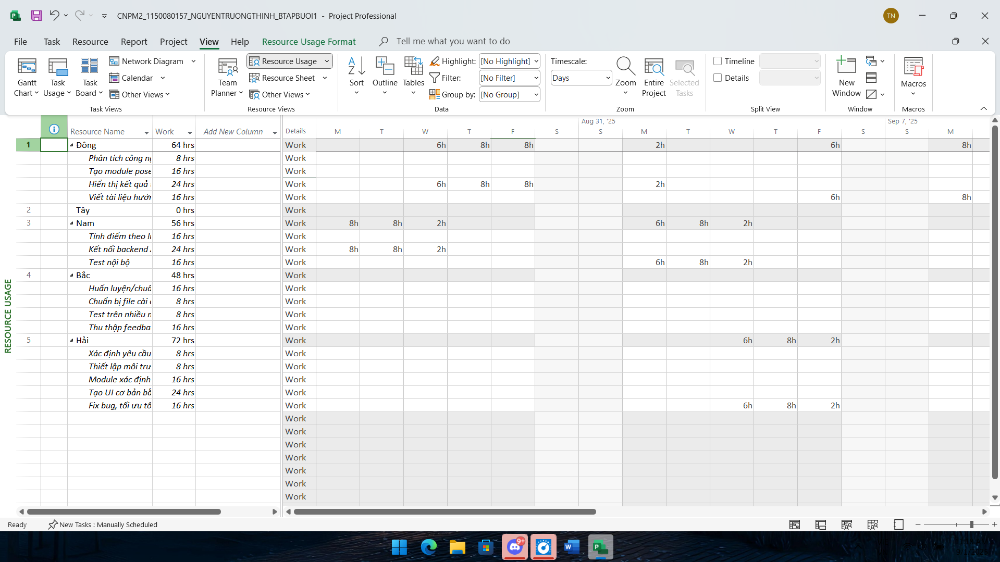 CNPM2_1150080157_NGUYENTRUONGTHINH_BTAPBUOI1 - Project Professional
TN
File Task Resource Report Project View Help Resource Usage Format Tell me what you want to do
Gantt Chart
Task Usage
Task Board
Network Diagram
Calendar
Other Views
Task Views
Team Planner
Resource Usage
Resource Sheet
Other Views
Resource Views
Sort
Outline
Tables
Highlight: [No Highlight]
Filter: [No Filter]
Group by: [No Group]
Data
Timescale:
Days
Zoom
Entire Project
Selected Tasks
Zoom
Timeline
Details
Split View
New Window
Window
Macros
Macros
Aug 31, '25 Sep 7, '25
Resource Name Work Add New Column Details M T W T F S S M T W T F S S M
1 Đông 64 hrs Work 6h 8h 8h 2h 6h 8h
Phân tích công ng 8 hrs Work
Tạo module pose 16 hrs Work
Hiển thị kết quả 24 hrs Work 6h 8h 8h 2h
Viết tài liệu hướn 16 hrs Work 6h 8h
2 Tây 0 hrs Work
3 Nam 56 hrs Work 8h 8h 2h 6h 8h 2h
Tính điểm theo 16 hrs Work
Kết nối backend 24 hrs Work 8h 8h 2h
Test nội bộ 16 hrs Work 6h 8h 2h
4 Bắc 48 hrs Work
Huấn luyện/chuẩ 16 hrs Work
Chuẩn bị file cài 8 hrs Work
Test trên nhiều 8 hrs Work
Thu thập feedba 16 hrs Work
5 Hải 72 hrs Work 6h 8h 2h
Xác định yêu cầu 8 hrs Work
Thiết lập môi trư 8 hrs Work
Module xác định 16 hrs Work
Tạo UI cơ bản bằ 24 hrs Work
Fix bug, tối ưu tố 16 hrs Work 6h 8h 2h
Work
Work
Work
Work
Work
Work
Work
RESOURCE USAGE
Ready New Tasks : Manually Scheduled
9+